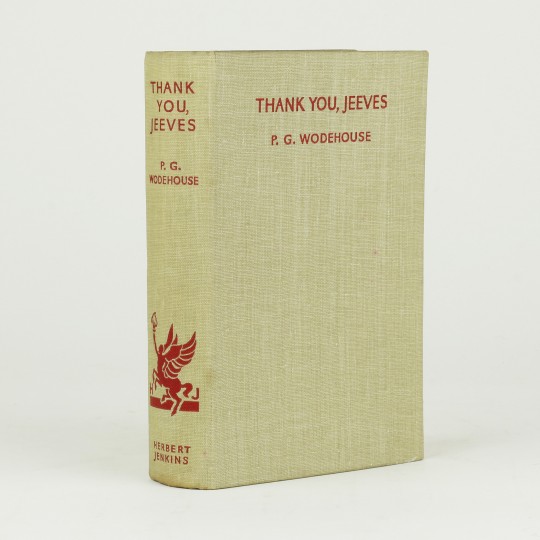 THANK
YOU,
JEEVES
P. G.
WODEHOUSE
H J
HERBERT
JENKINS
THANK YOU, JEEVES
P. G. WODEHOUSE